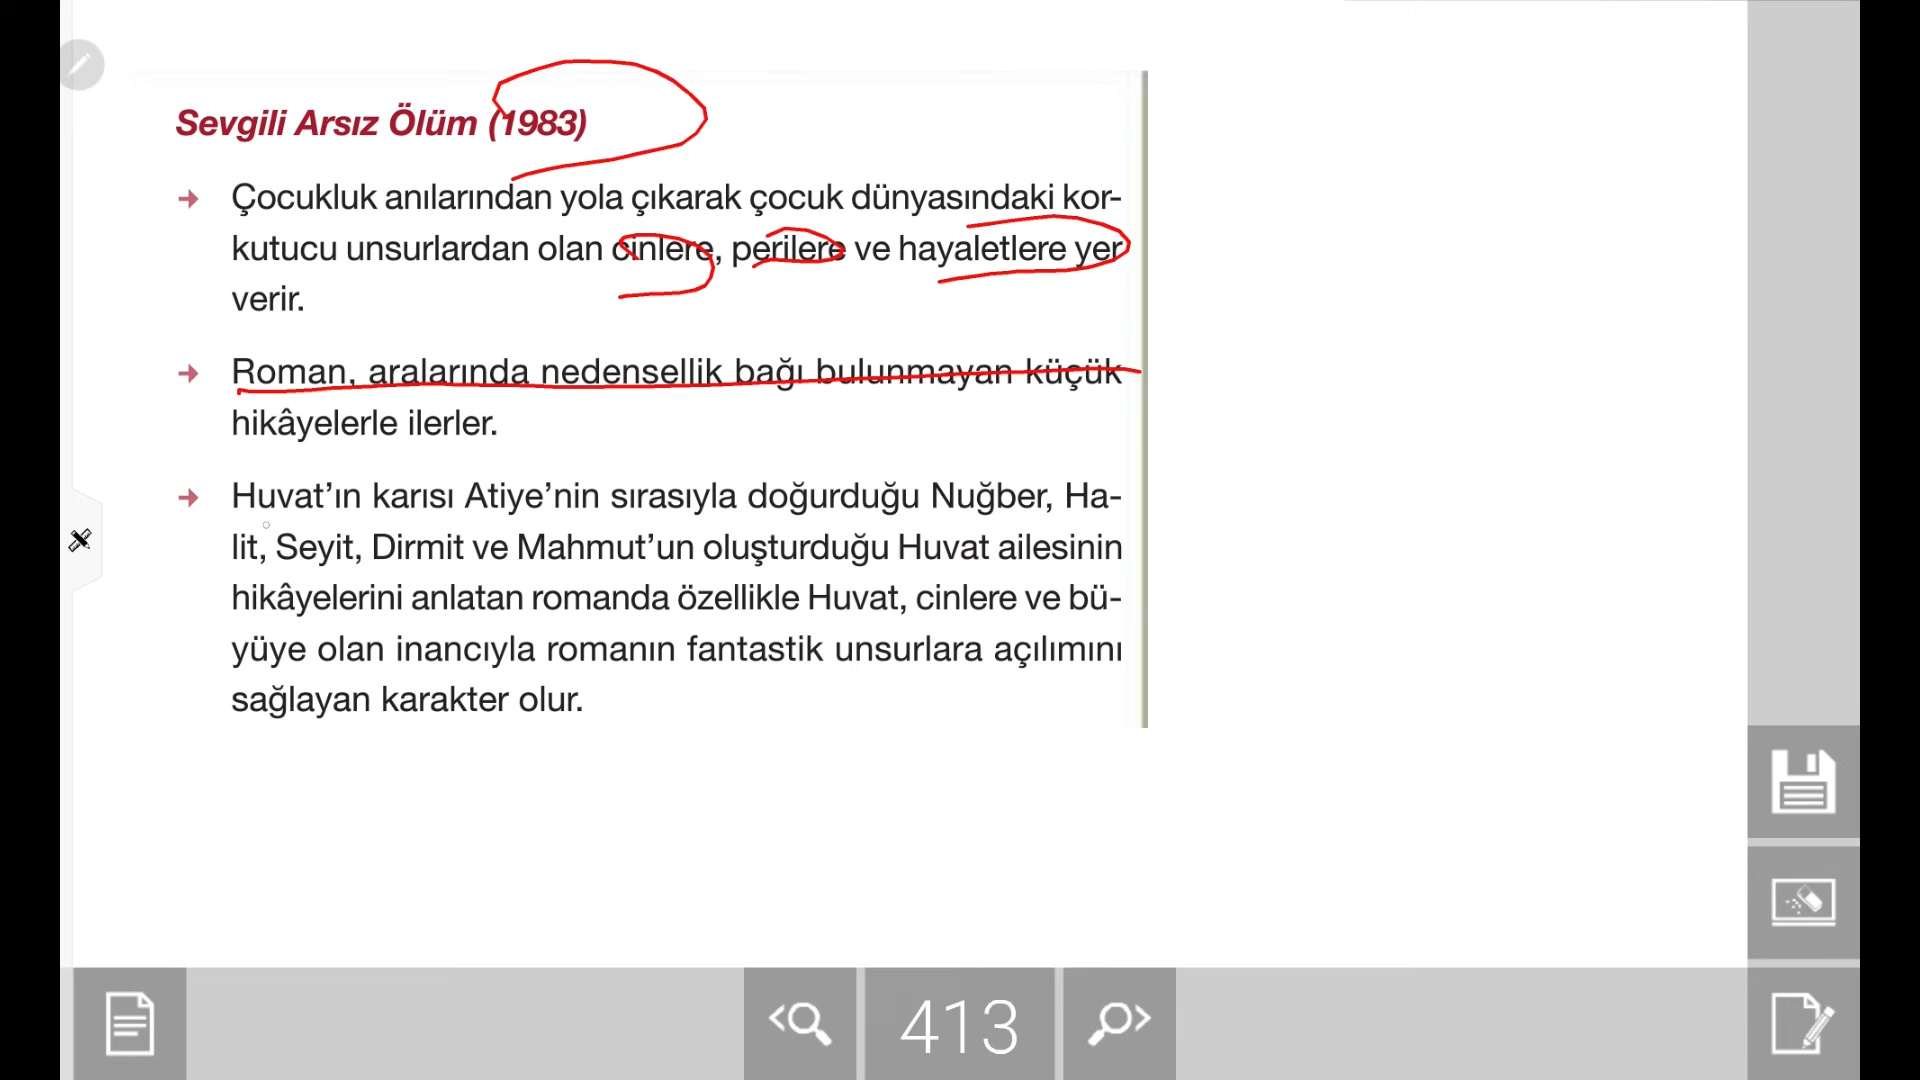 Sevgili Arsız Ölüm (1983)
Çocukluk anılarından yola çıkarak çocuk dünyasındaki kor-
kutucu unsurlardan olan cinlere, perilere ve hayaletlere yer
verir.
Roman, aralarında nedensellik bağı bulunmayan küçük
hikâyelerle ilerler.
Huvat’ın karısı Atiye’nin sırasıyla doğurduğu Nuğber, Ha-
lit, Seyit, Dirmit ve Mahmut’un oluşturduğu Huvat ailesinin
hikâyelerini anlatan romanda özellikle Huvat, cinlere ve bü-
yüye olan inancıyla romanın fantastik unsurlara açılımını
sağlayan karakter olur.
413